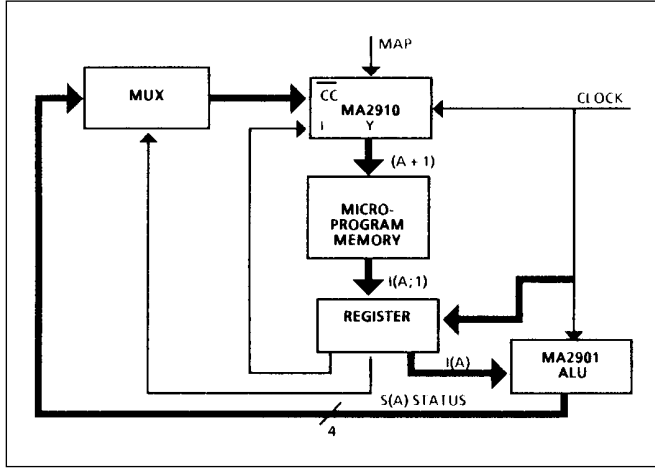 MAP
MUX
CC
MA2910
I Y
CLOCK
(A + 1)
MICRO-
PROGRAM
MEMORY
I(A; 1)
REGISTER
I(A)
MA2901
ALU
S(A) STATUS
4